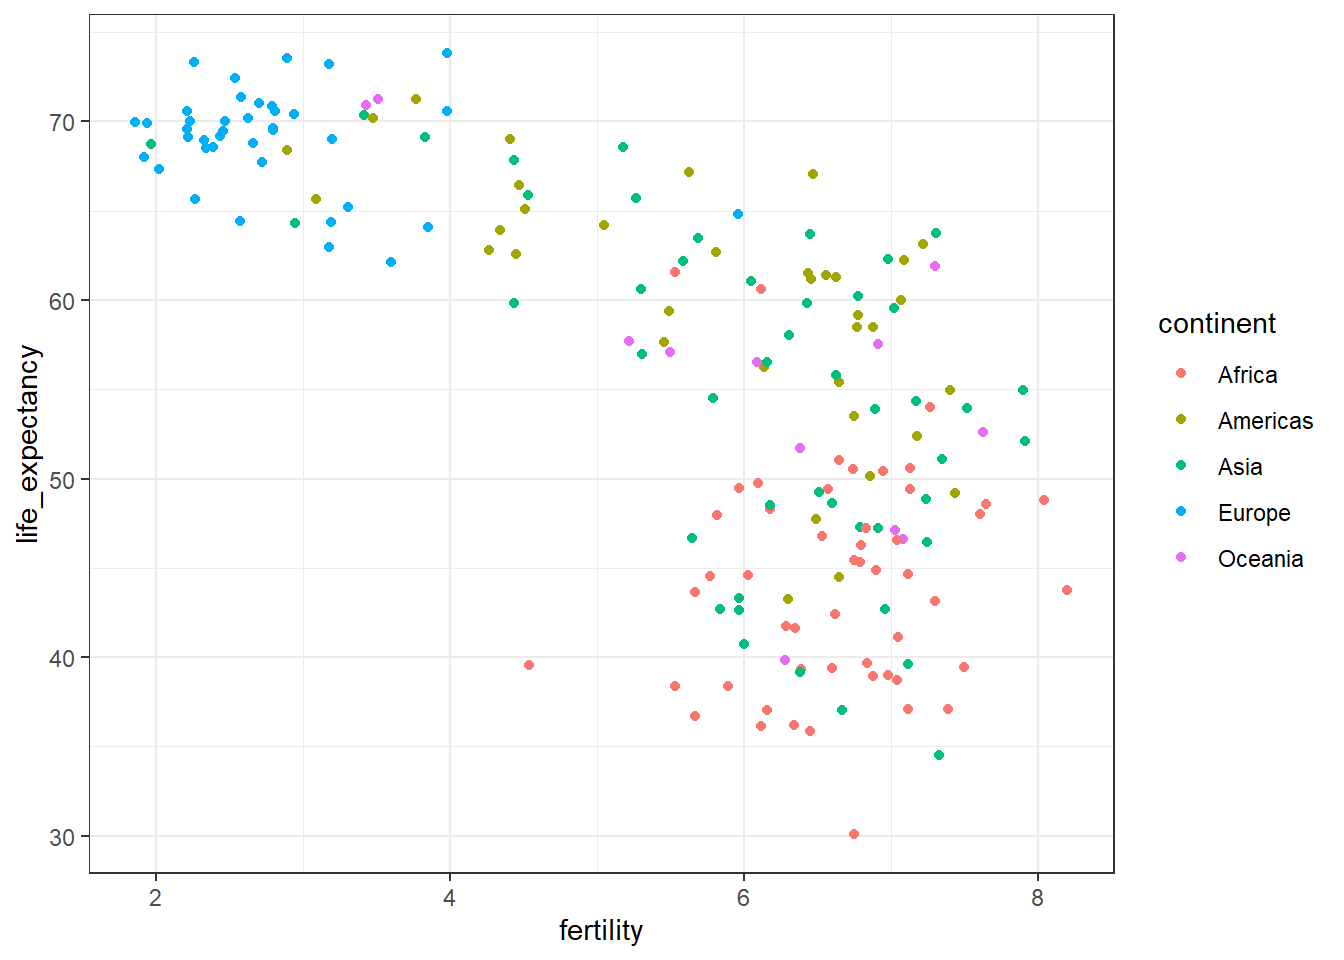 70
60
50
40
30
life_expectancy
2 4 6 8
fertility
continent
Africa
Americas
Asia
Europe
Oceania